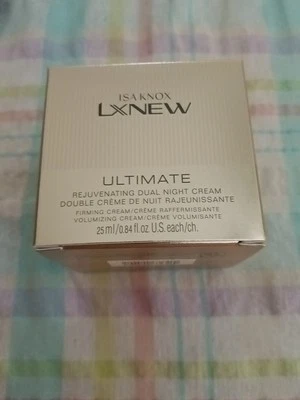 ISA KNOX
LXNEW
ULTIMATE
REJUVENATING DUAL NIGHT CREAM
DOUBLE CRÈME DE NUIT RAJEUNISSANTE
FIRMING CREAM/CRÈME RAFFERMISSANTE
VOLUMIZING CREAM/CRÈME VOLUMISANTE
25 ml/0.84 fl.oz U.S. each/ch.